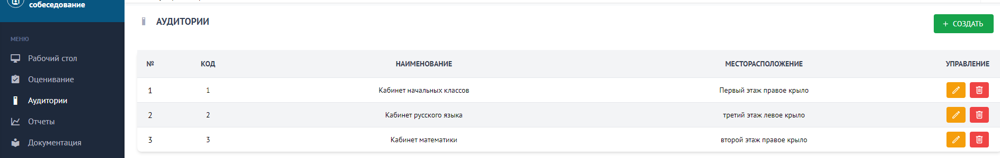 собеседование
МЕНЮ
Рабочий стол
Оценивание
Аудитории
Отчеты
Документация
АУДИТОРИИ
+ СОЗДАТЬ
№ КОД НАИМЕНОВАНИЕ МЕСТОРАСПОЛОЖЕНИЕ УПРАВЛЕНИЕ
1 1 Кабинет начальных классов Первый этаж правое крыло
2 2 Кабинет русского языка третий этаж левое крыло
3 3 Кабинет математики второй этаж правое крыло